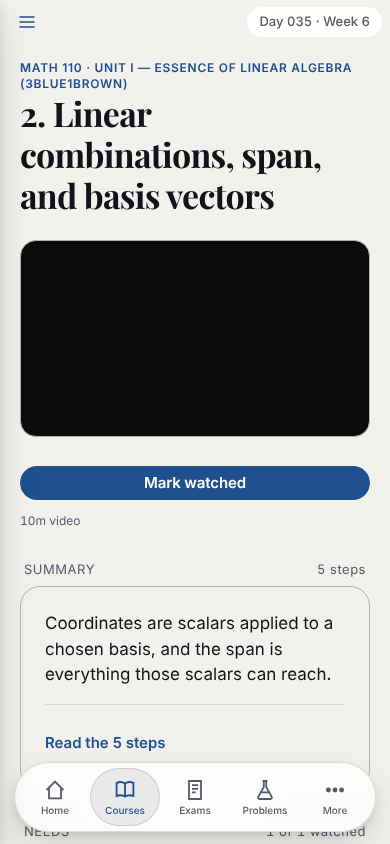 Day 035 · Week 6
MATH 110 · UNIT I — ESSENCE OF LINEAR ALGEBRA
(3BLUE1BROWN)
2. Linear
combinations, span,
and basis vectors
Mark watched
10m video
SUMMARY 5 steps
Coordinates are scalars applied to a
chosen basis, and the span is
everything those scalars can reach.
Read the 5 steps
Home Courses Exams Problems More
NEEDS 1 of 1 watched